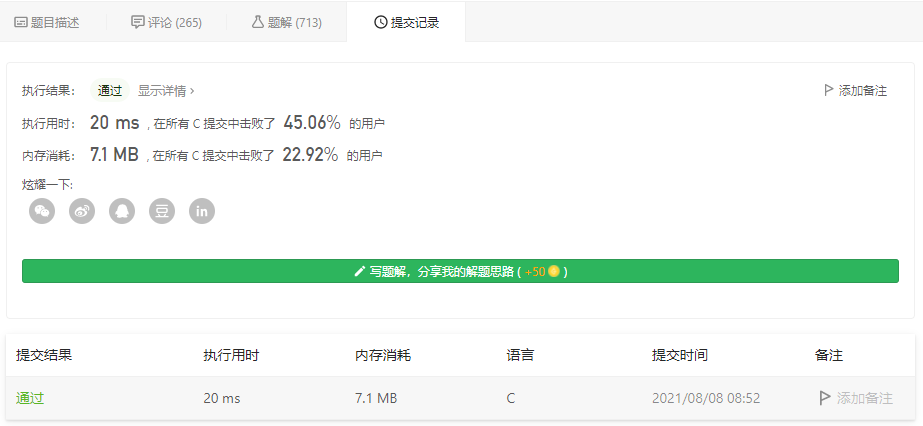 题目描述 评论 (265) 题解 (713) 提交记录
执行结果： 通过 显示详情 › 添加备注
执行用时： 20 ms , 在所有 C 提交中击败了 45.06% 的用户
内存消耗： 7.1 MB , 在所有 C 提交中击败了 22.92% 的用户
炫耀一下:
豆 in
写题解，分享我的解题思路 ( +50 )
提交结果 执行用时 内存消耗 语言 提交时间 备注
通过 20 ms 7.1 MB C 2021/08/08 08:52 添加备注